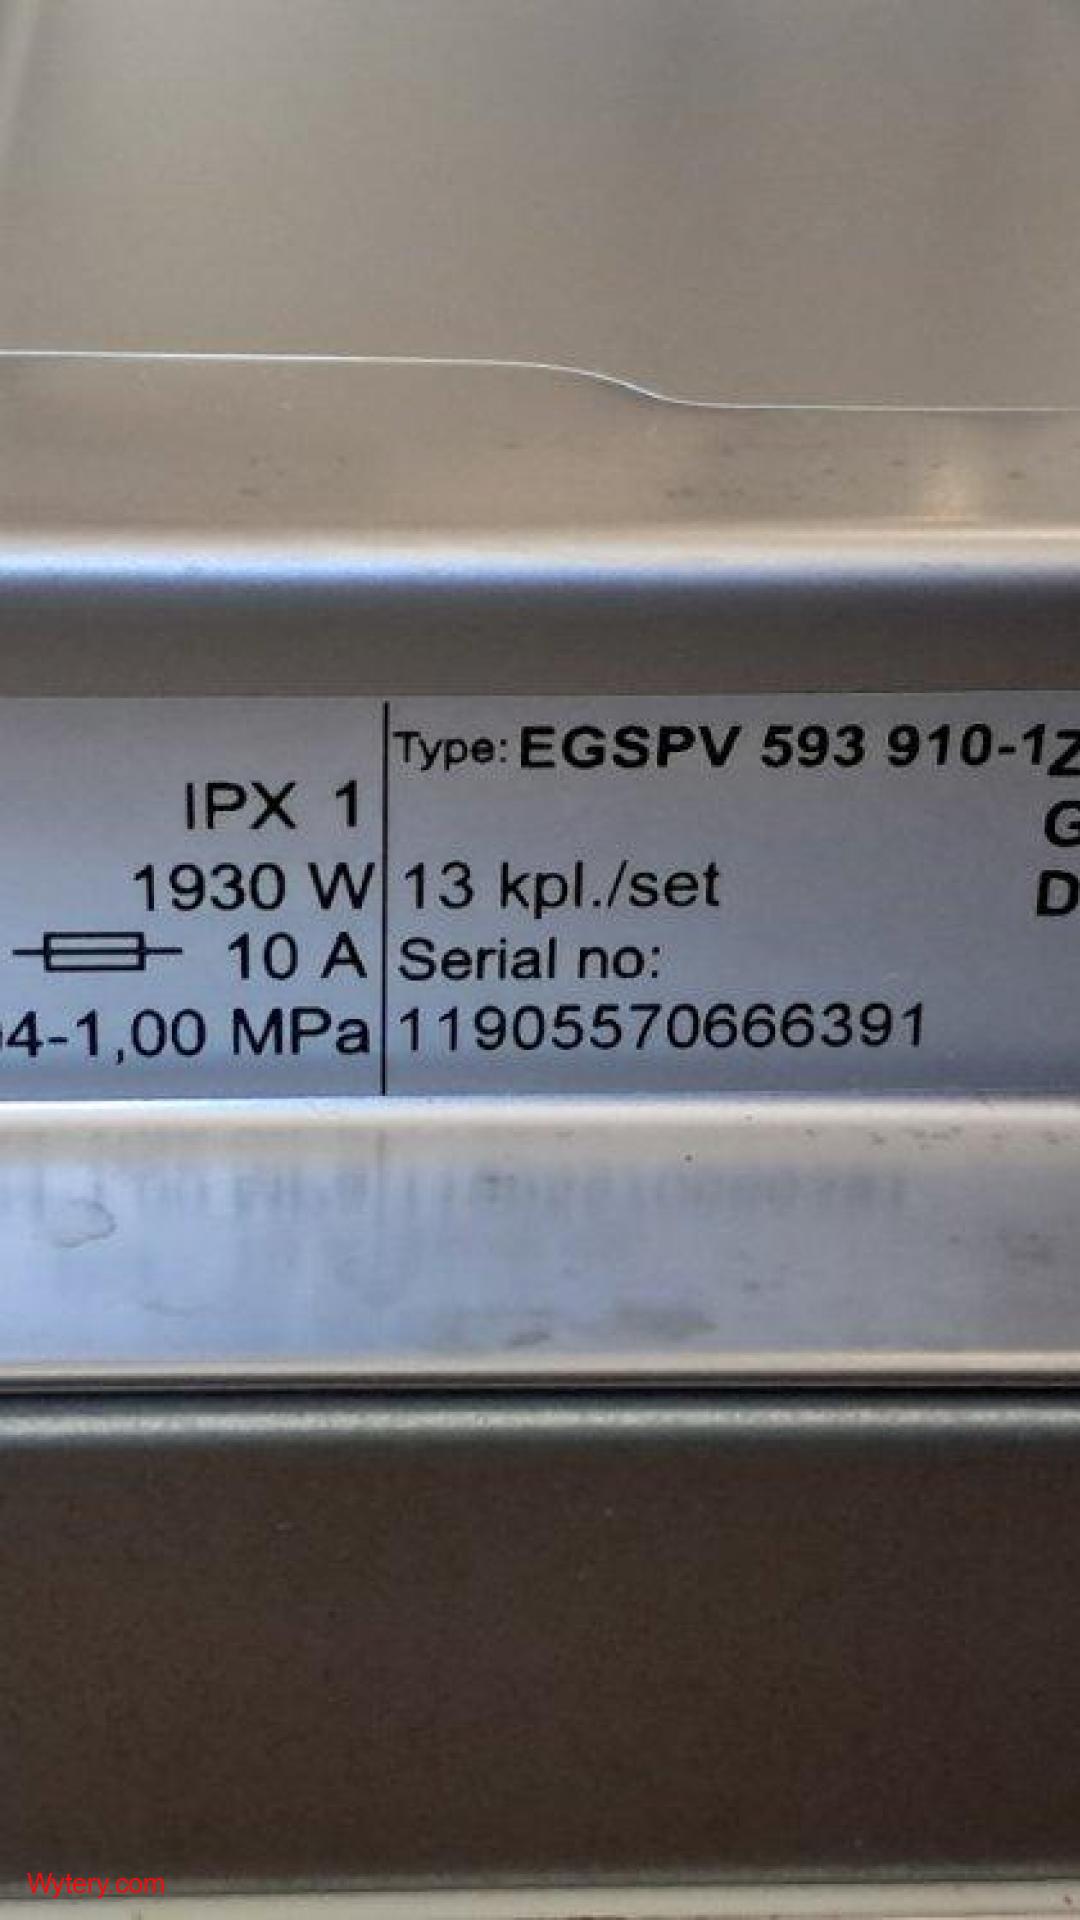 Type: EGSPV 593 910-1Z
IPX 1
G
1930 W
13 kpl./set
D
10 A
Serial no:
04-1,00 MPa
11905570666391
Wytery.com